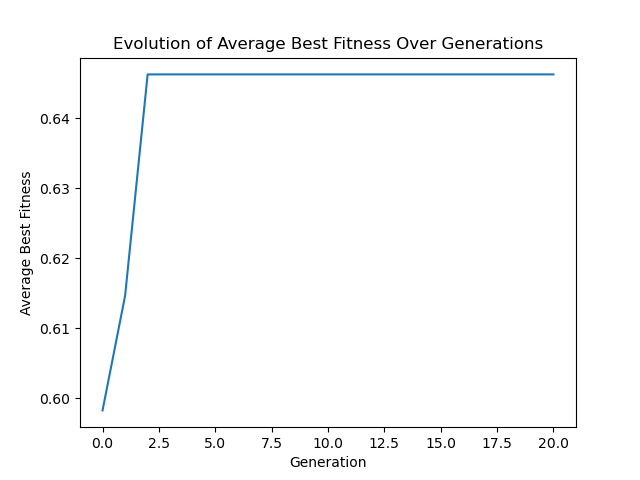 Evolution of Average Best Fitness Over Generations
0.64
0.63
0.62
0.61
0.60
Average Best Fitness
0.0 2.5 5.0 7.5 10.0 12.5 15.0 17.5 20.0
Generation